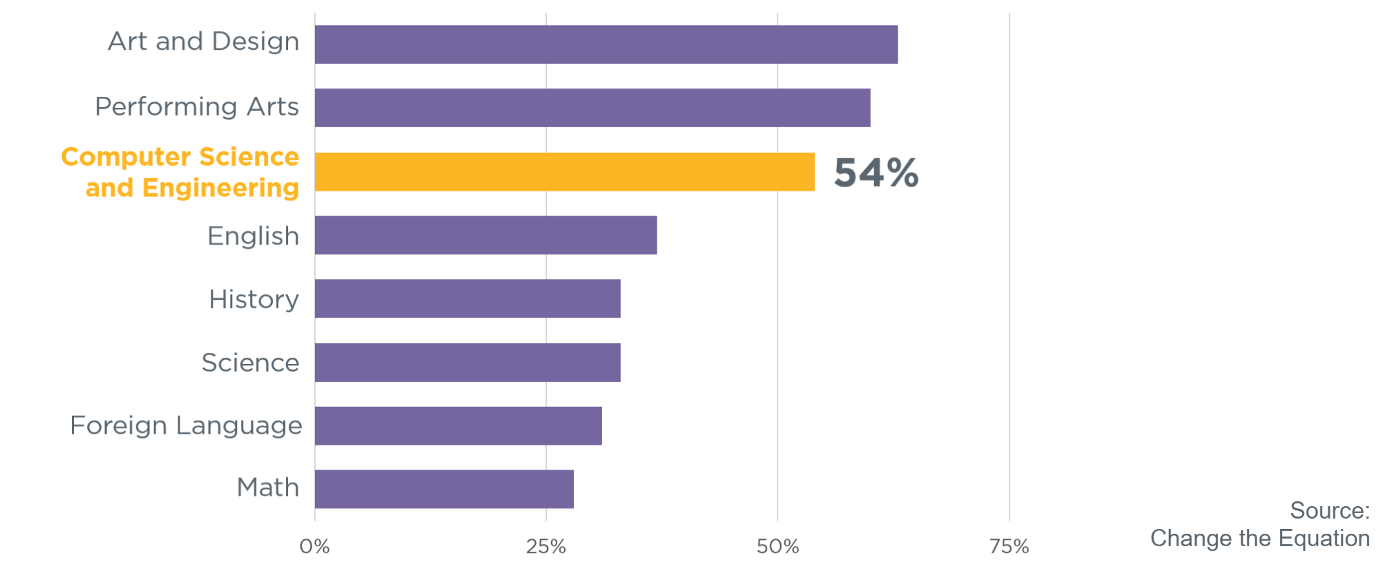 Art and Design
Performing Arts
Computer Science
and Engineering
54%
English
History
Science
Foreign Language
Math
0%
25%
50%
75%
Source:
Change the Equation